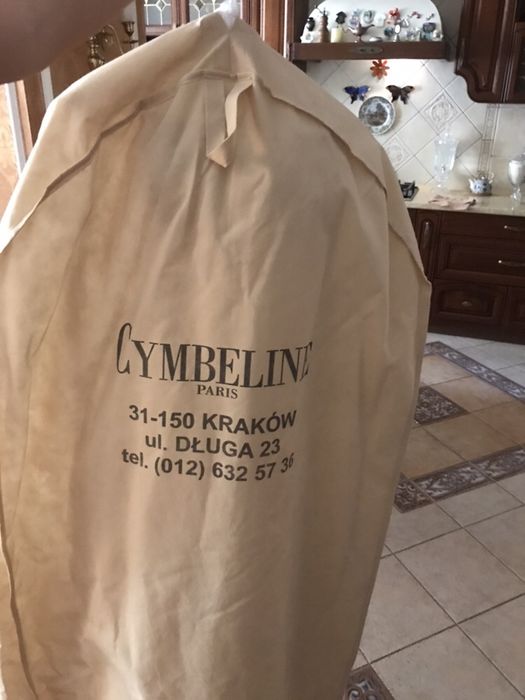 CYMBELINE
PARIS
31-150 KRAKÓW
ul. DŁUGA 23
tel. (012) 632 57 36